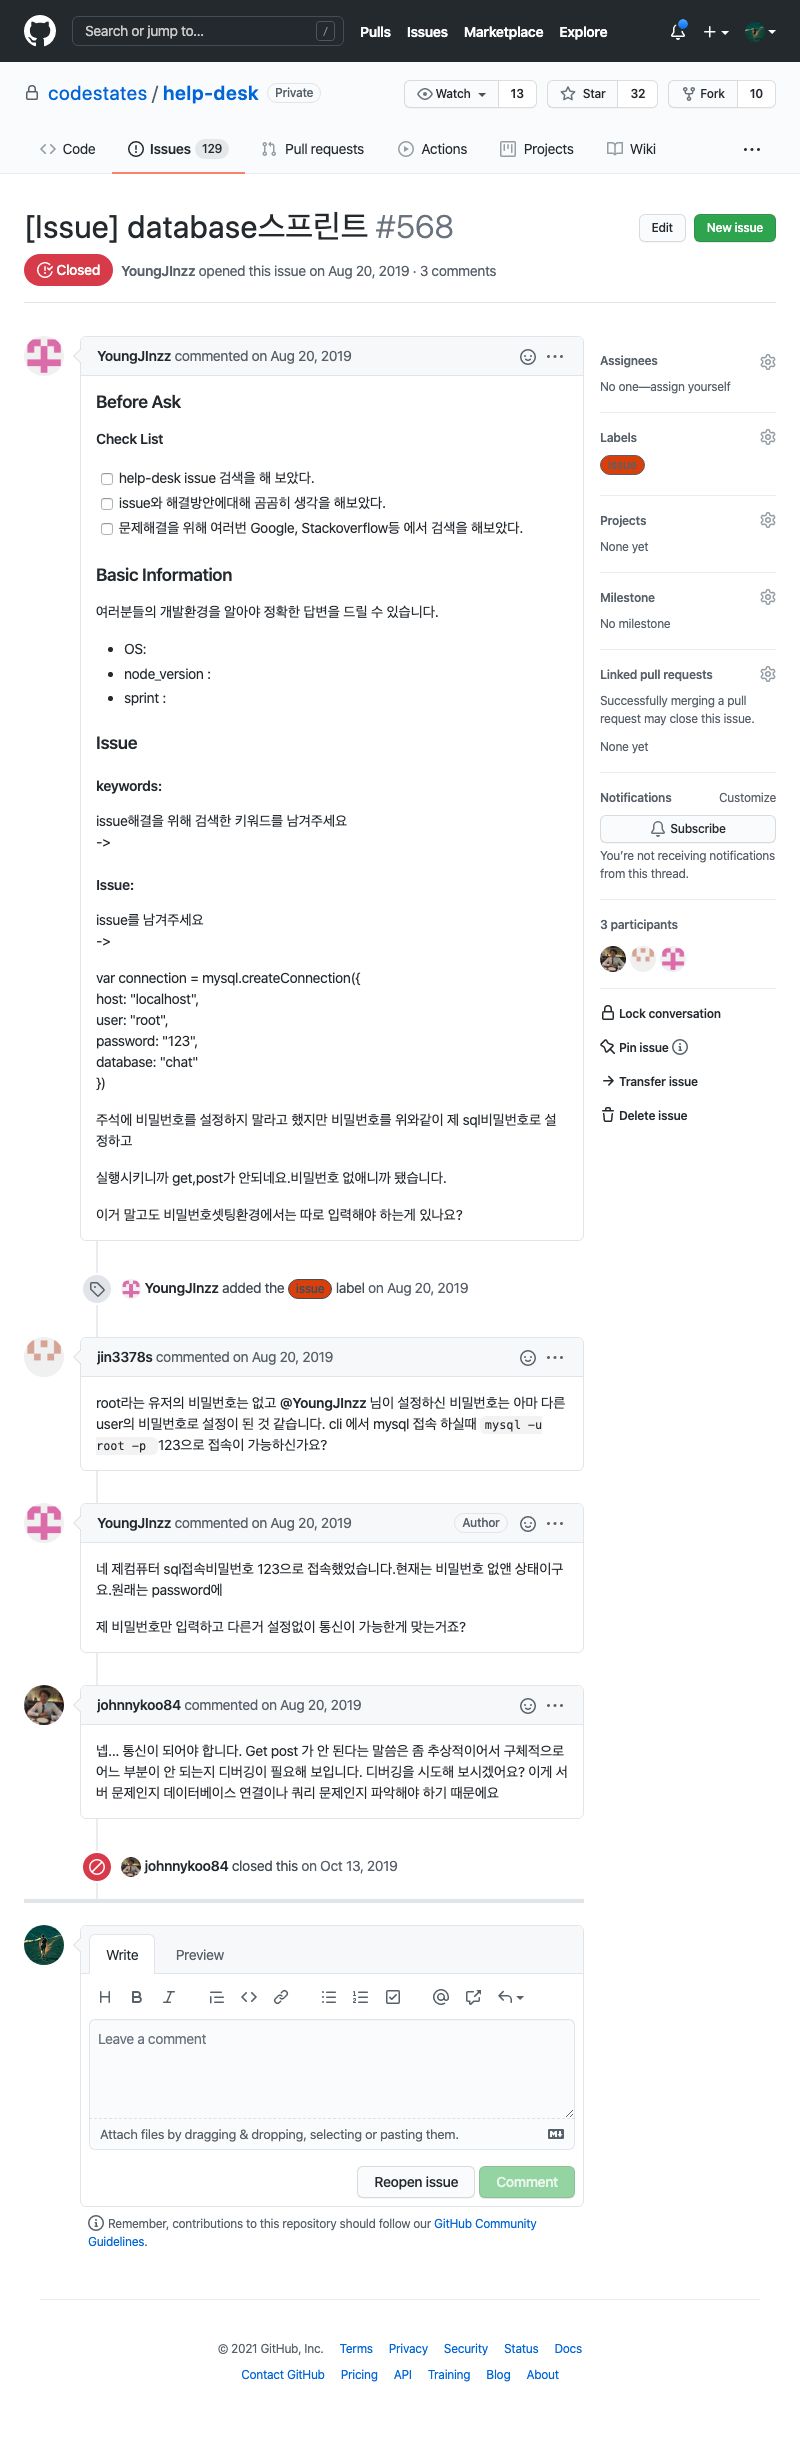 Search or jump to... /
Pulls Issues Marketplace Explore
codestates / help-desk Private
Watch 13 Star 32 Fork 10
Code Issues 129 Pull requests Actions Projects Wiki ...
[Issue] database스프린트 #568
Edit New issue
Closed YoungJInzz opened this issue on Aug 20, 2019 · 3 comments
YoungJInzz commented on Aug 20, 2019
Before Ask
Check List
help-desk issue 검색을 해 보았다.
issue와 해결방안에대해 곰곰히 생각을 해보았다.
문제해결을 위해 여러번 Google, Stackoverflow등 에서 검색을 해보았다.
Basic Information
여러분들의 개발환경을 알아야 정확한 답변을 드릴 수 있습니다.
• OS:
• node_version :
• sprint :
Issue
keywords:
issue해결을 위해 검색한 키워드를 남겨주세요
->
Issue:
issue를 남겨주세요
->
var connection = mysql.createConnection({
host: "localhost",
user: "root",
password: "123",
database: "chat"
})
주석에 비밀번호를 설정하지 말라고 했지만 비밀번호를 위와같이 제 sql비밀번호로 설
정하고
실행시키니까 get,post가 안되네요.비밀번호 없애니까 됐습니다.
이거 말고도 비밀번호셋팅환경에서는 따로 입력해야 하는게 있나요?
Assignees
No one—assign yourself
Labels
issue
Projects
None yet
Milestone
No milestone
Linked pull requests
Successfully merging a pull
request may close this issue.
None yet
Notifications Customize
Subscribe
You're not receiving notifications
from this thread.
3 participants
Lock conversation
Pin issue
Transfer issue
Delete issue
YoungJInzz added the issue label on Aug 20, 2019
jin3378s commented on Aug 20, 2019
root라는 유저의 비밀번호는 없고 @YoungJInzz 님이 설정하신 비밀번호는 아마 다른
user의 비밀번호로 설정이 된 것 같습니다. cli 에서 mysql 접속 하실때 mysql -u
root -p 123으로 접속이 가능하신가요?
YoungJInzz commented on Aug 20, 2019 Author
네 제컴퓨터 sql접속비밀번호 123으로 접속했었습니다.현재는 비밀번호 없앤 상태이구
요.원래는 password에
제 비밀번호만 입력하고 다른거 설정없이 통신이 가능한게 맞는거죠?
johnnykoo84 commented on Aug 20, 2019
넵... 통신이 되어야 합니다. Get post 가 안 된다는 말씀은 좀 추상적이어서 구체적으로
어느 부분이 안 되는지 디버깅이 필요해 보입니다. 디버깅을 시도해 보시겠어요? 이게 서
버 문제인지 데이터베이스 연결이나 쿼리 문제인지 파악해야 하기 때문에요
johnnykoo84 closed this on Oct 13, 2019
Write Preview
Leave a comment
Attach files by dragging & dropping, selecting or pasting them.
Reopen issue Comment
Remember, contributions to this repository should follow our GitHub Community
Guidelines.
© 2021 GitHub, Inc. Terms Privacy Security Status Docs
Contact GitHub Pricing API Training Blog About